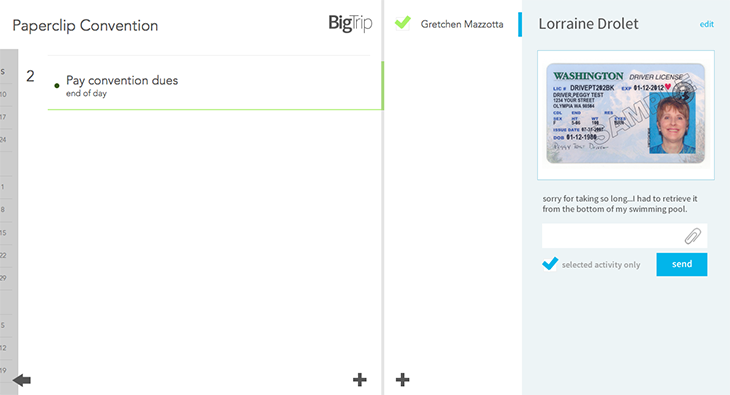 Paperclip Convention
BigTrip
S
10
17
24
1
8
15
22
29
5
12
19
2
Pay convention dues
end of day
Gretchen Mazzotta
Lorraine Drolet
edit
WASHINGTON DRIVER LICENSE
LIC # DRIVEPT202BK EXP 01-12-2012
DRIVER,PEGGY TEST
1234 YOUR STREET
OLYMPIA WA 98504
SEX F
ISSUE DATE 07-31-2007
DOB 01-12-1980
SAMPLE
sorry for taking so long...I had to retrieve it
from the bottom of my swimming pool.
selected activity only
send